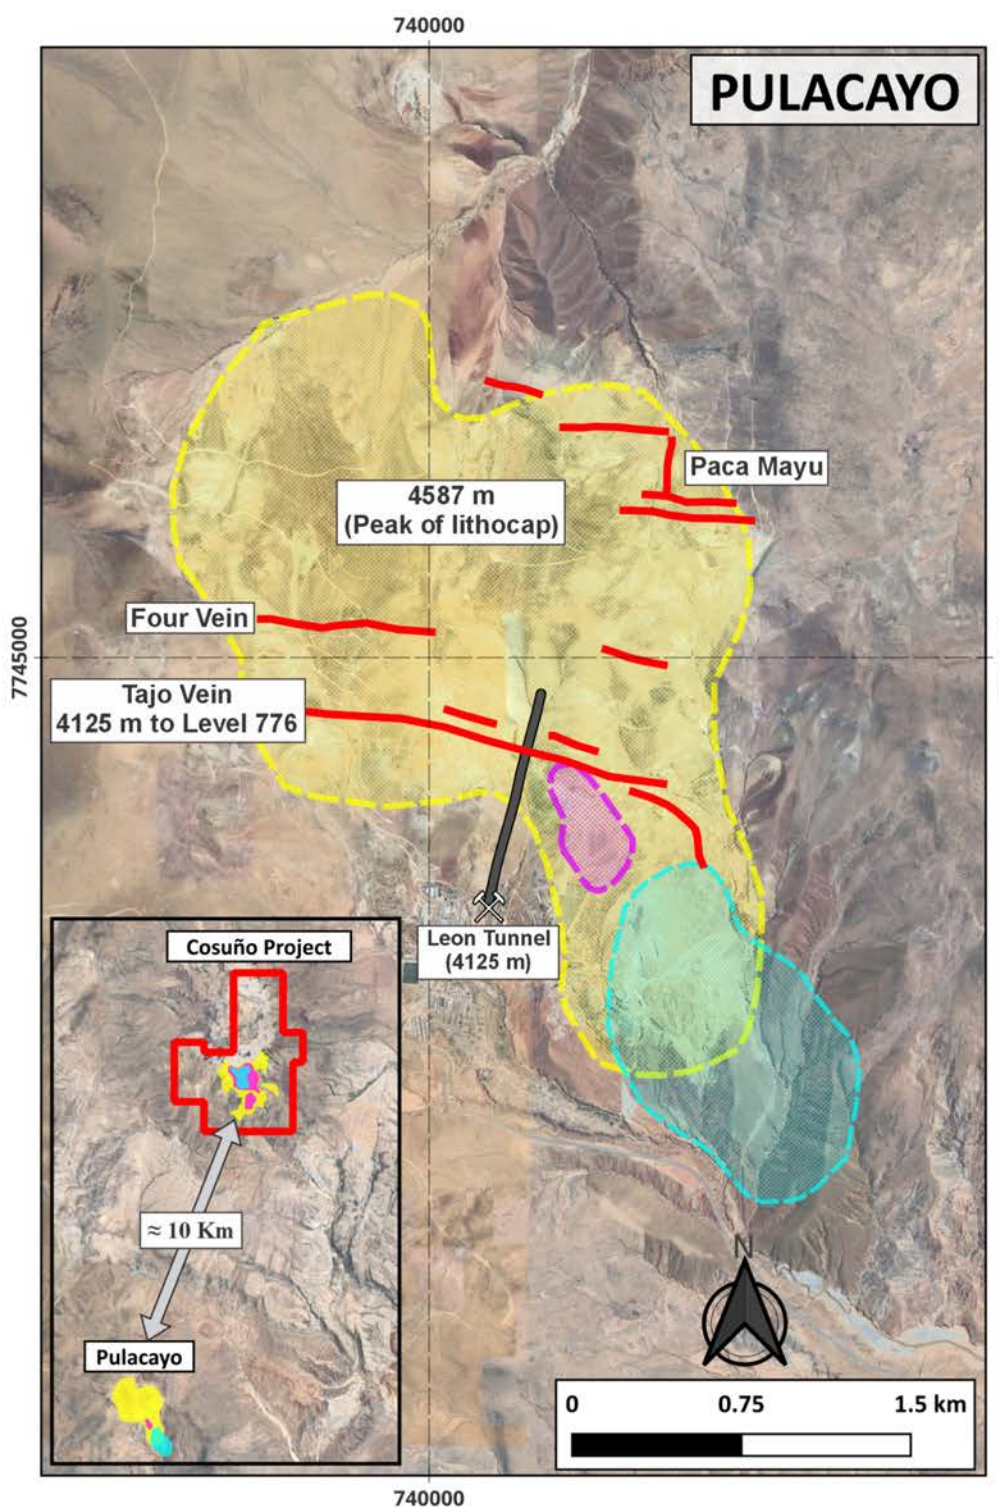 740000
PULACAYO
Paca Mayu
4587 m
(Peak of lithocap)
Four Vein
7745000
Tajo Vein
4125 m to Level 776
Leon Tunnel
(4125 m)
Cosuño Project
≈ 10 Km
Pulacayo
N
0 0.75 1.5 km
740000